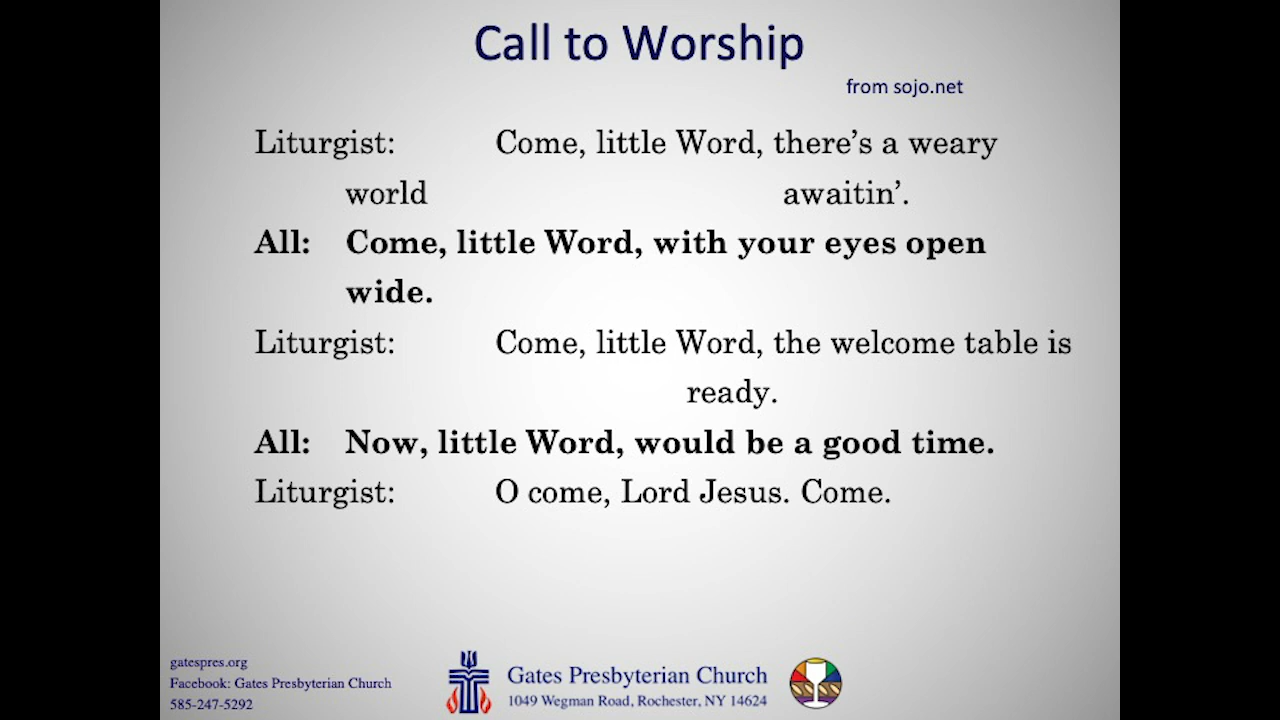 Call to Worship
from sojo.net
Liturgist: Come, little Word, there's a weary
world awaitin'.
All: Come, little Word, with your eyes open
wide.
Liturgist: Come, little Word, the welcome table is
ready.
All: Now, little Word, would be a good time.
Liturgist: O come, Lord Jesus. Come.
gatespres.org
Facebook: Gates Presbyterian Church
585-247-5292
Gates Presbyterian Church
1049 Wegman Road, Rochester, NY 14624